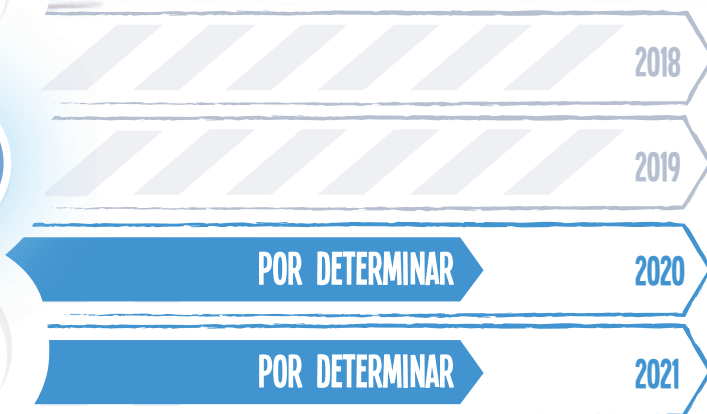 2018
2019
POR DETERMINAR 2020
POR DETERMINAR 2021